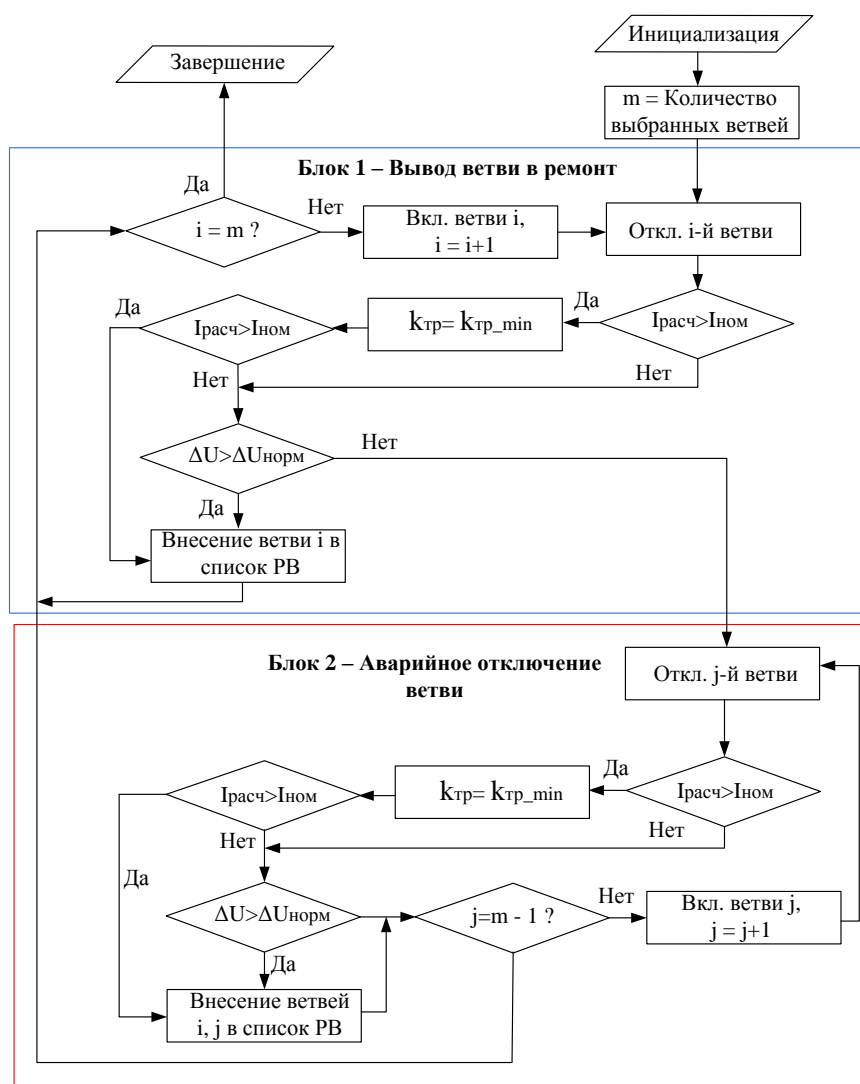 Завершение
Инициализация
m = Количество
выбранных ветвей
Блок 1 – Вывод ветви в ремонт
Да
i = m ?
Нет
Вкл. ветви i,
i = i+1
Откл. i-й ветви
Да
Iрасч>Iном
kтр= kтр_min
Да
Iрасч>Iном
Нет
Нет
ΔU>ΔUнорм
Нет
Да
Да
Внесение ветви i в
список РВ
Блок 2 – Аварийное отключение
ветви
Откл. j-й ветви
Iрасч>Iном
kтр= kтр_min
Да
Iрасч>Iном
Нет
Нет
Да
ΔU>ΔUнорм
j=m - 1 ?
Нет
Вкл. ветви j,
j = j+1
Да
Внесение ветвей
i, j в список РВ